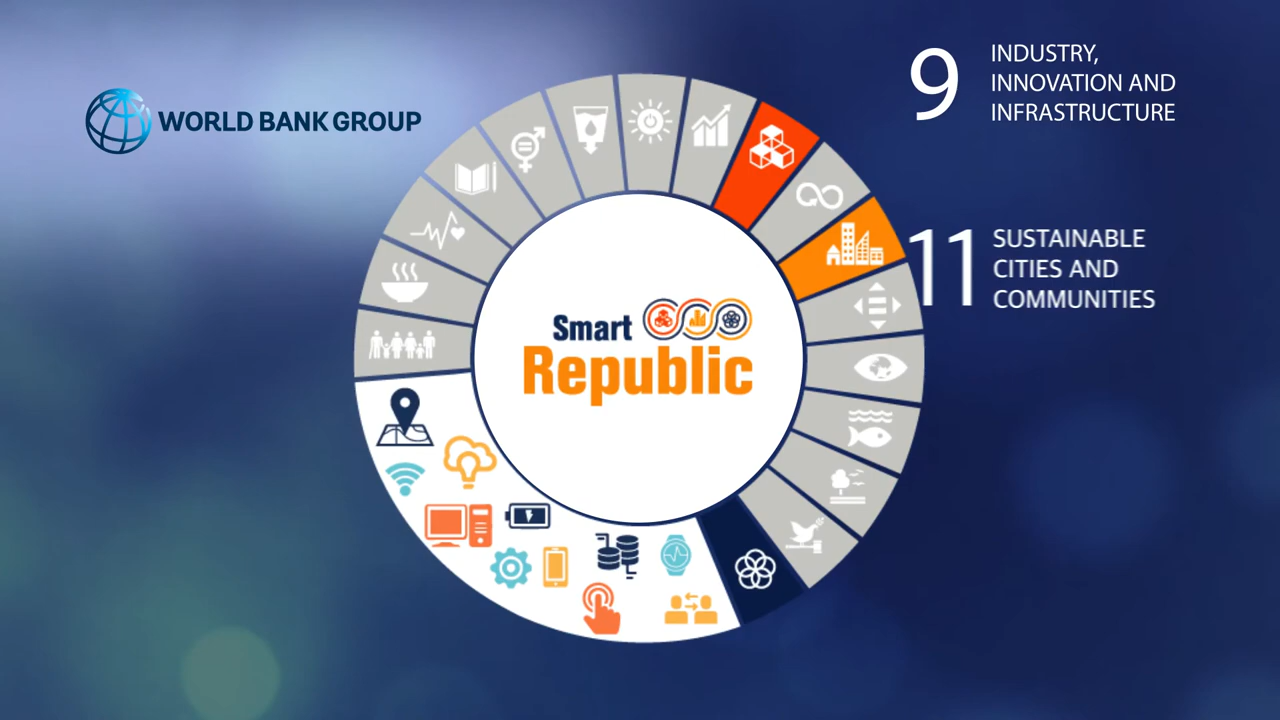 WORLD BANK GROUP
9
INDUSTRY,
INNOVATION AND
INFRASTRUCTURE
11
SUSTAINABLE
CITIES AND
COMMUNITIES
Smart
Republic